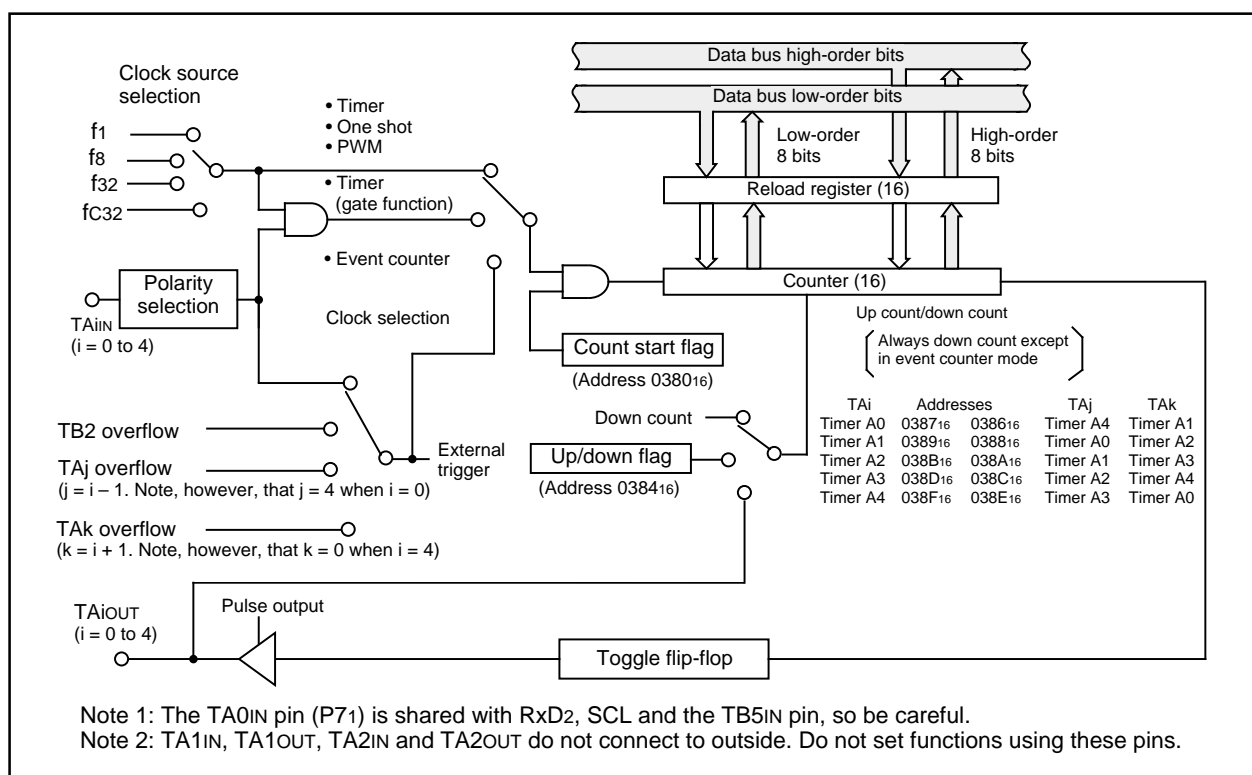 Clock source
selection
f1
f8
f32
fC32
• Timer
• One shot
• PWM
• Timer
(gate function)
• Event counter
Data bus high-order bits
Data bus low-order bits
Low-order
8 bits
High-order
8 bits
Reload register (16)
Counter (16)
Polarity
selection
TAiIN
(i = 0 to 4)
Clock selection
Count start flag
(Address 038016)
Up count/down count
Always down count except
in event counter mode
TB2 overflow
TAj overflow
(j = i – 1. Note, however, that j = 4 when i = 0)
TAk overflow
(k = i + 1. Note, however, that k = 0 when i = 4)
External
trigger
Down count
Up/down flag
(Address 038416)
TAi Addresses TAj TAk
Timer A0 038716 038616 Timer A4 Timer A1
Timer A1 038916 038816 Timer A0 Timer A2
Timer A2 038B16 038A16 Timer A1 Timer A3
Timer A3 038D16 038C16 Timer A2 Timer A4
Timer A4 038F16 038E16 Timer A3 Timer A0
TAiOUT
(i = 0 to 4)
Pulse output
Toggle flip-flop
Note 1: The TA0IN pin (P71) is shared with RxD2, SCL and the TB5IN pin, so be careful.
Note 2: TA1IN, TA1OUT, TA2IN and TA2OUT do not connect to outside. Do not set functions using these pins.